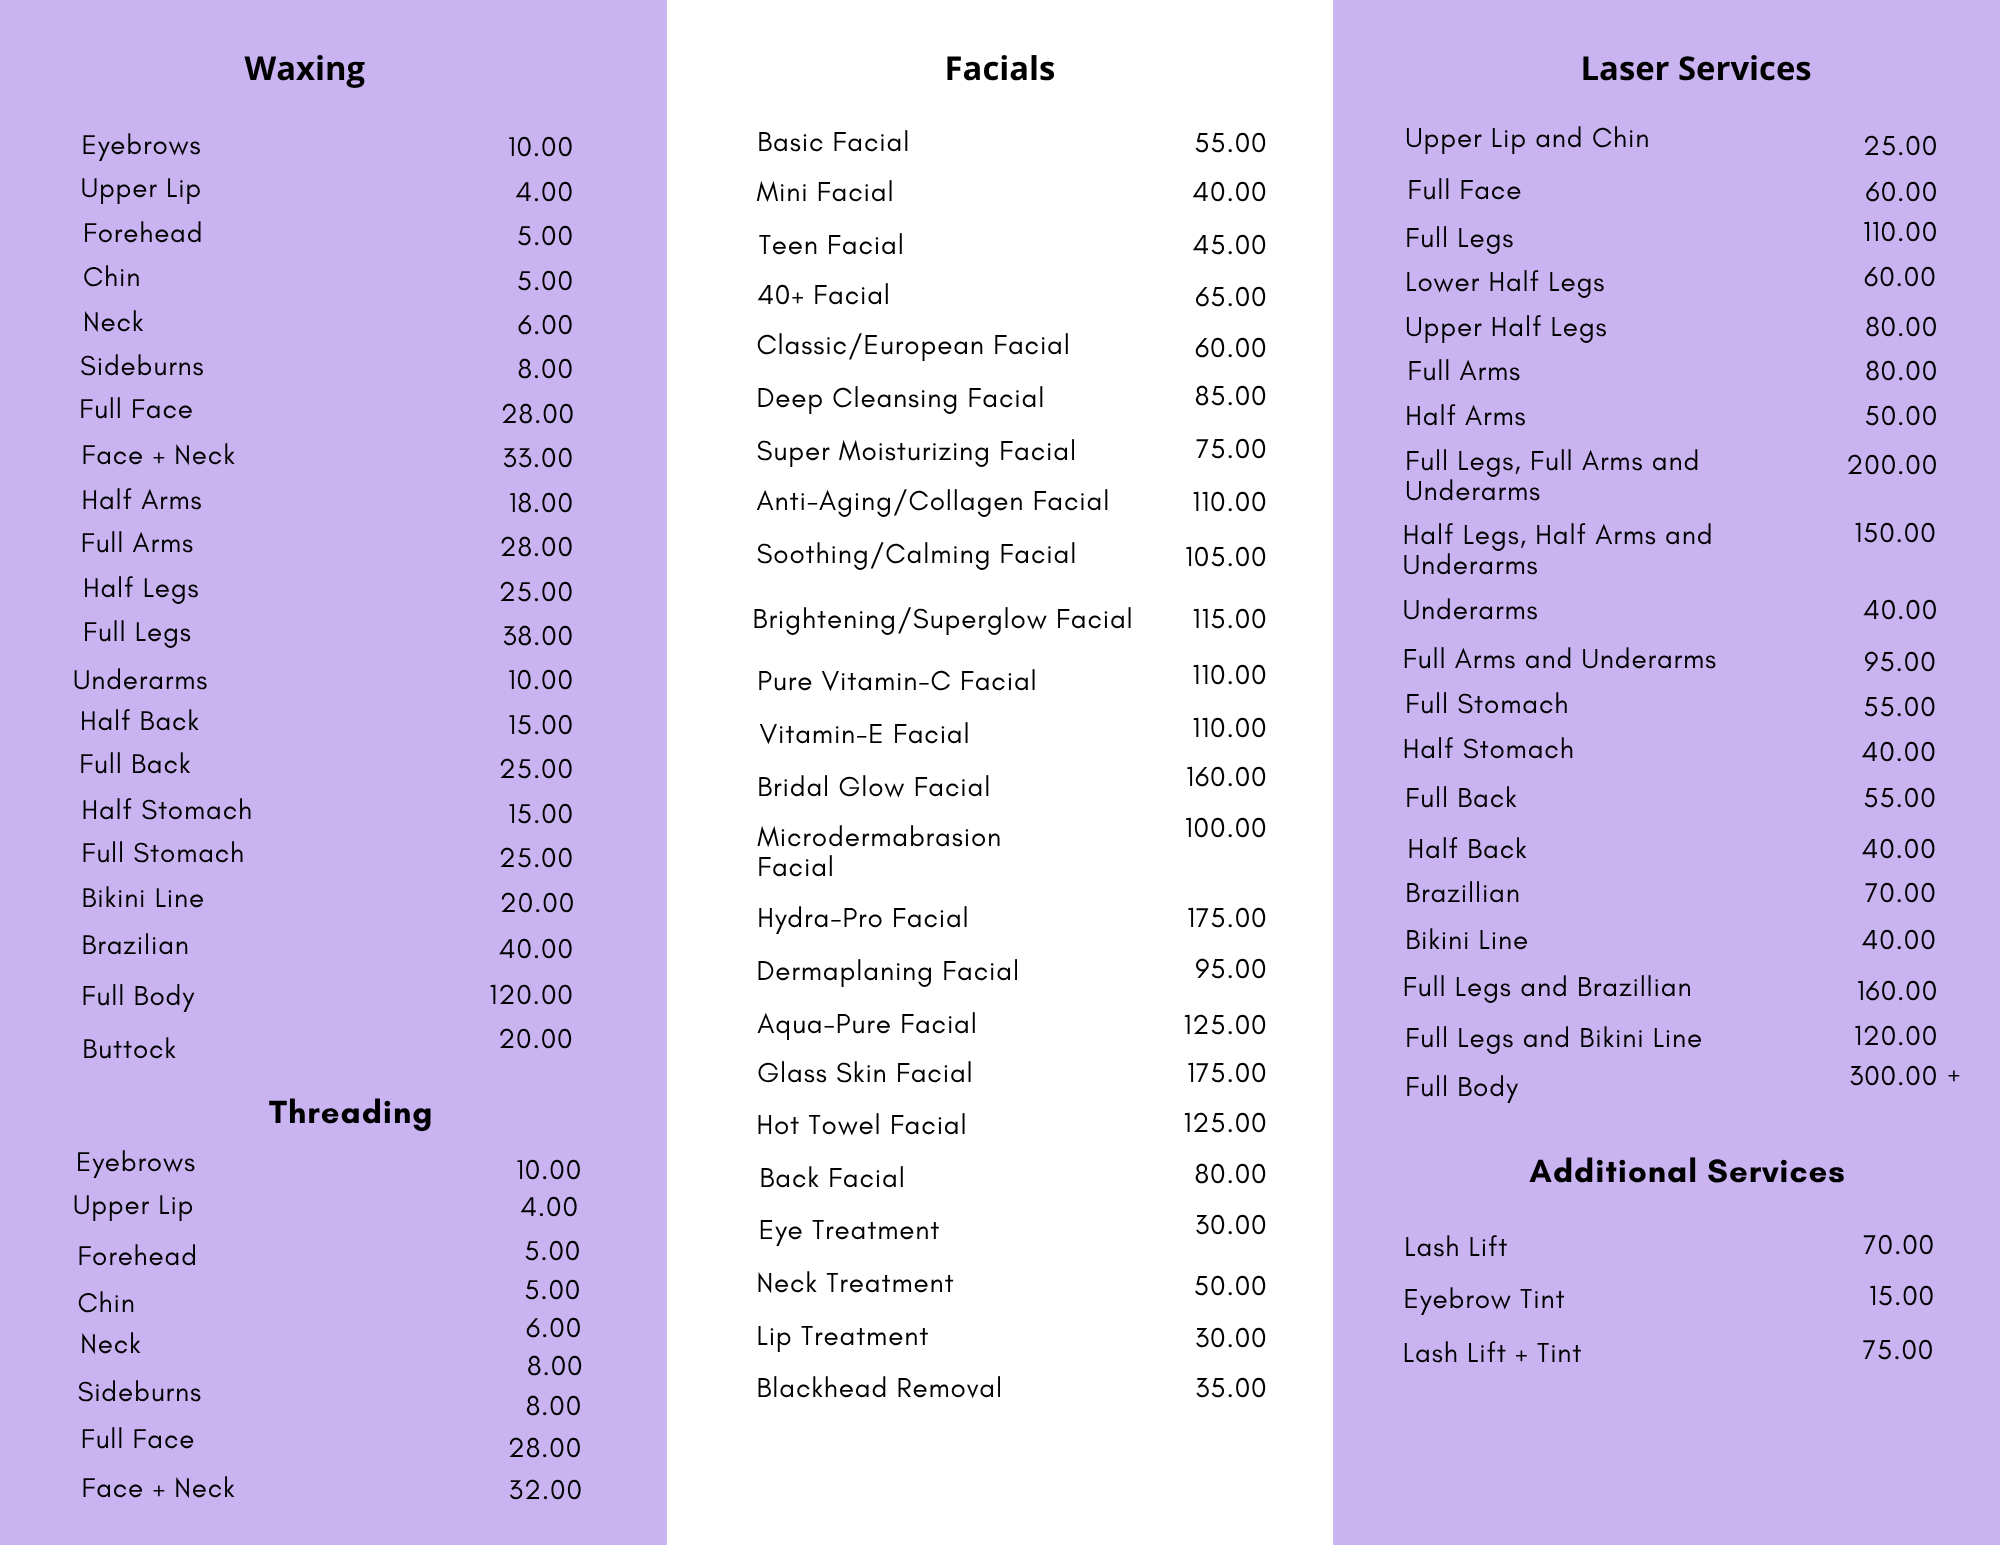 Waxing
Eyebrows 10.00
Upper Lip 4.00
Forehead 5.00
Chin 5.00
Neck 6.00
Sideburns 8.00
Full Face 28.00
Face + Neck 33.00
Half Arms 18.00
Full Arms 28.00
Half Legs 25.00
Full Legs 38.00
Underarms 10.00
Half Back 15.00
Full Back 25.00
Half Stomach 15.00
Full Stomach 25.00
Bikini Line 20.00
Brazilian 40.00
Full Body 120.00
Buttock 20.00
Threading
Eyebrows 10.00
Upper Lip 4.00
Forehead 5.00
Chin 5.00
Neck 6.00
8.00
Sideburns 8.00
Full Face 28.00
Face + Neck 32.00
Facials
Basic Facial 55.00
Mini Facial 40.00
Teen Facial 45.00
40+ Facial 65.00
Classic/European Facial 60.00
Deep Cleansing Facial 85.00
Super Moisturizing Facial 75.00
Anti-Aging/Collagen Facial 110.00
Soothing/Calming Facial 105.00
Brightening/Superglow Facial 115.00
Pure Vitamin-C Facial 110.00
Vitamin-E Facial 110.00
Bridal Glow Facial 160.00
Microdermabrasion 100.00
Facial
Hydra-Pro Facial 175.00
Dermaplaning Facial 95.00
Aqua-Pure Facial 125.00
Glass Skin Facial 175.00
Hot Towel Facial 125.00
Back Facial 80.00
Eye Treatment 30.00
Neck Treatment 50.00
Lip Treatment 30.00
Blackhead Removal 35.00
Laser Services
Upper Lip and Chin 25.00
Full Face 60.00
Full Legs 110.00
Lower Half Legs 60.00
Upper Half Legs 80.00
Full Arms 80.00
Half Arms 50.00
Full Legs, Full Arms and 200.00
Underarms
Half Legs, Half Arms and 150.00
Underarms
Underarms 40.00
Full Arms and Underarms 95.00
Full Stomach 55.00
Half Stomach 40.00
Full Back 55.00
Half Back 40.00
Brazillian 70.00
Bikini Line 40.00
Full Legs and Brazillian 160.00
Full Legs and Bikini Line 120.00
Full Body 300.00 +
Additional Services
Lash Lift 70.00
Eyebrow Tint 15.00
Lash Lift + Tint 75.00